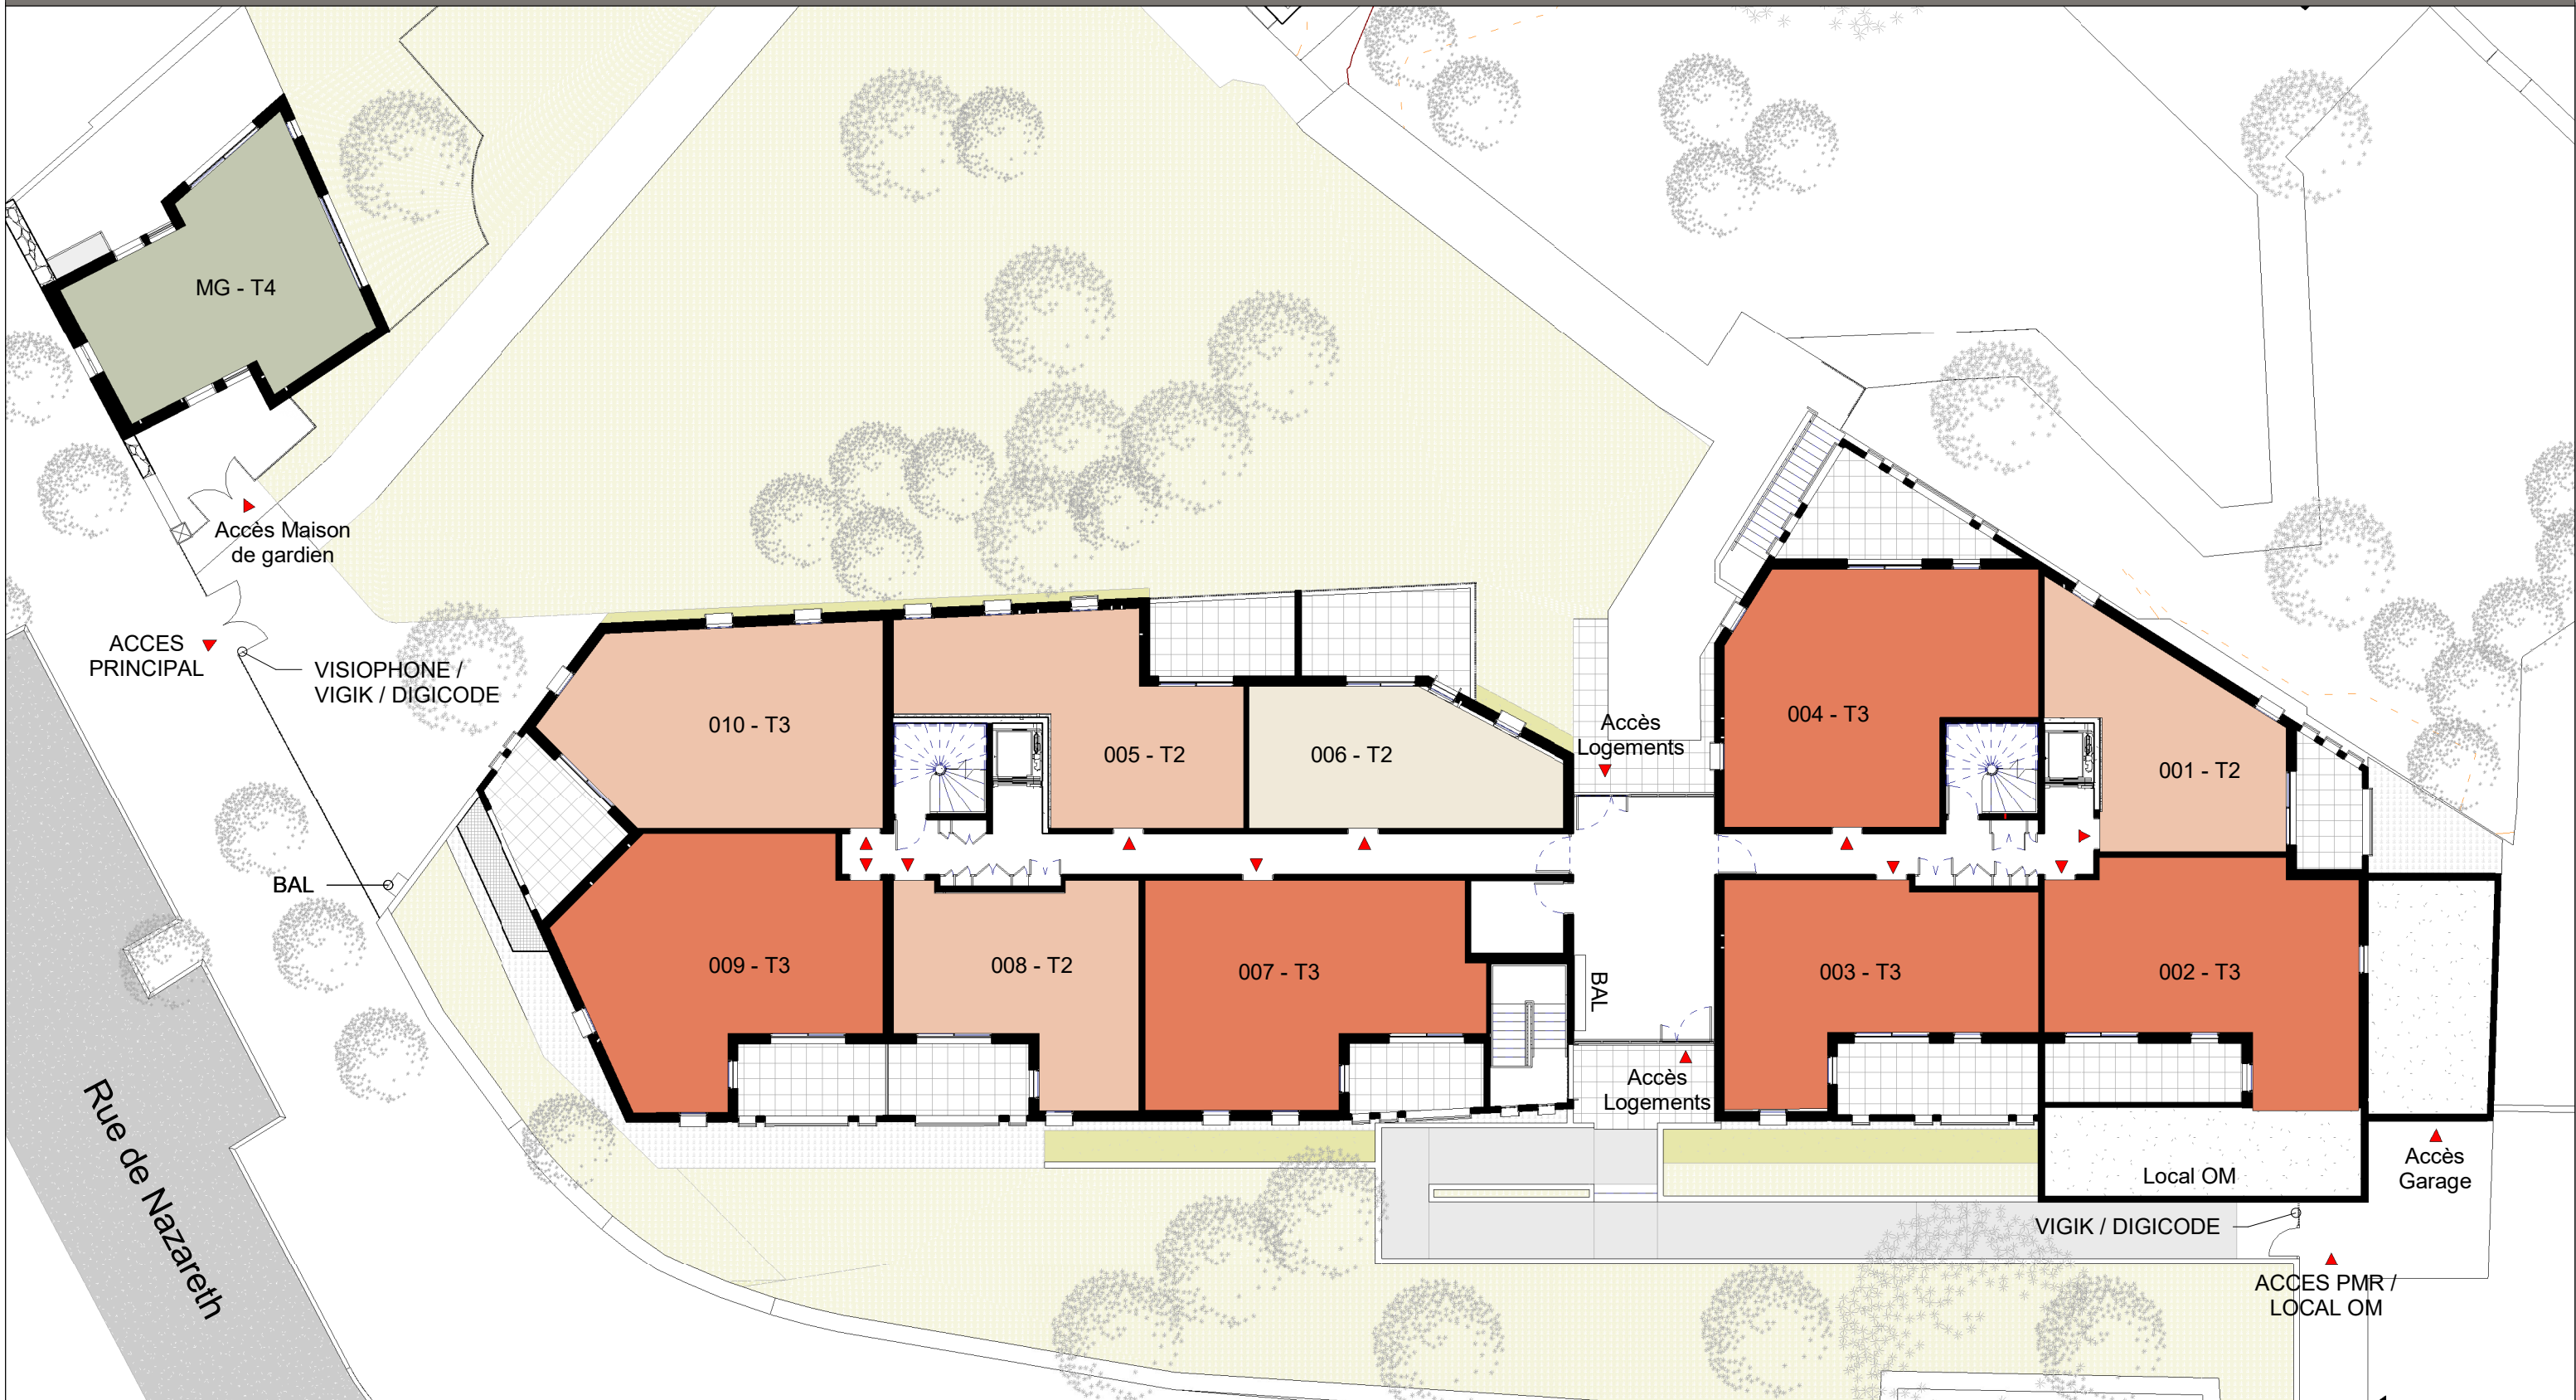 MG - T4
Accès Maison
de gardien
ACCES
PRINCIPAL
VISIOPHONE /
VIGIK / DIGICODE
BAL
Rue de Nazareth
010 - T3
005 - T2
006 - T2
009 - T3
008 - T2
007 - T3
Accès
Logements
BAL
Accès
Logements
004 - T3
001 - T2
003 - T3
002 - T3
Local OM
Accès
Garage
VIGIK / DIGICODE
ACCES PMR /
LOCAL OM